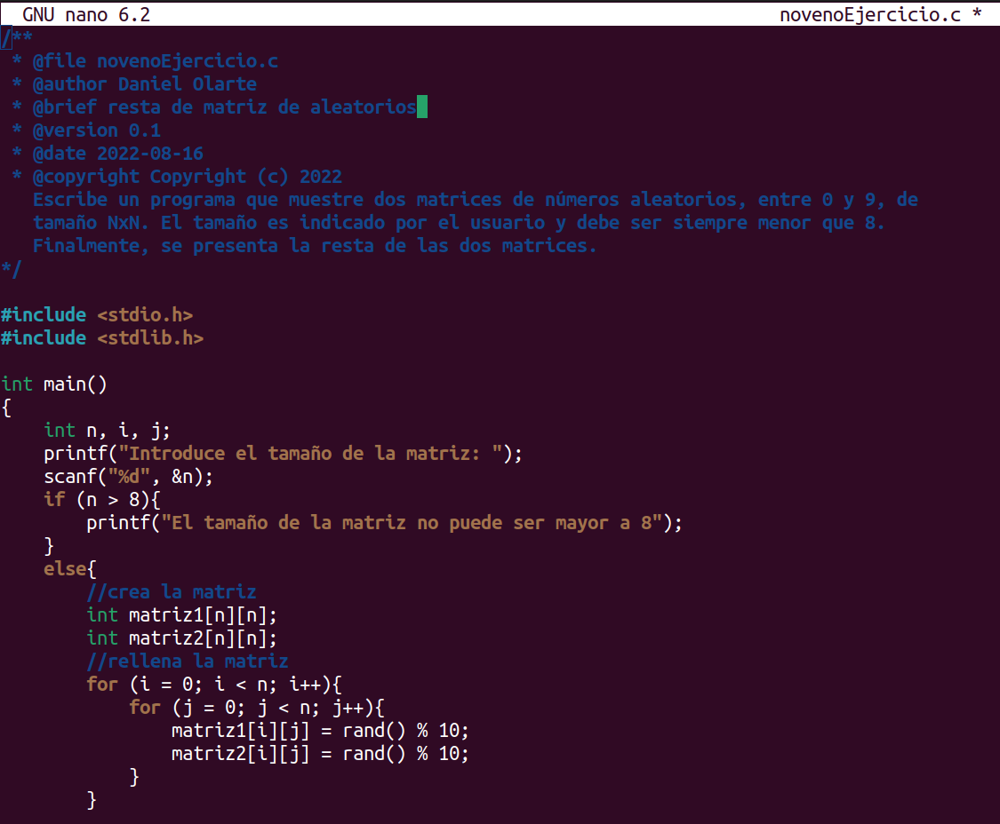 GNU nano 6.2 novenoEjercicio.c *
/**
 * @file novenoEjercicio.c
 * @author Daniel Olarte
 * @brief resta de matriz de aleatorios
 * @version 0.1
 * @date 2022-08-16
 * @copyright Copyright (c) 2022
   Escribe un programa que muestre dos matrices de números aleatorios, entre 0 y 9, de
   tamaño NxN. El tamaño es indicado por el usuario y debe ser siempre menor que 8.
   Finalmente, se presenta la resta de las dos matrices.
*/

#include <stdio.h>
#include <stdlib.h>

int main()
{
    int n, i, j;
    printf("Introduce el tamaño de la matriz: ");
    scanf("%d", &n);
    if (n > 8){
        printf("El tamaño de la matriz no puede ser mayor a 8");
    }
    else{
        //crea la matriz
        int matriz1[n][n];
        int matriz2[n][n];
        //rellena la matriz
        for (i = 0; i < n; i++){
            for (j = 0; j < n; j++){
                matriz1[i][j] = rand() % 10;
                matriz2[i][j] = rand() % 10;
            }
        }